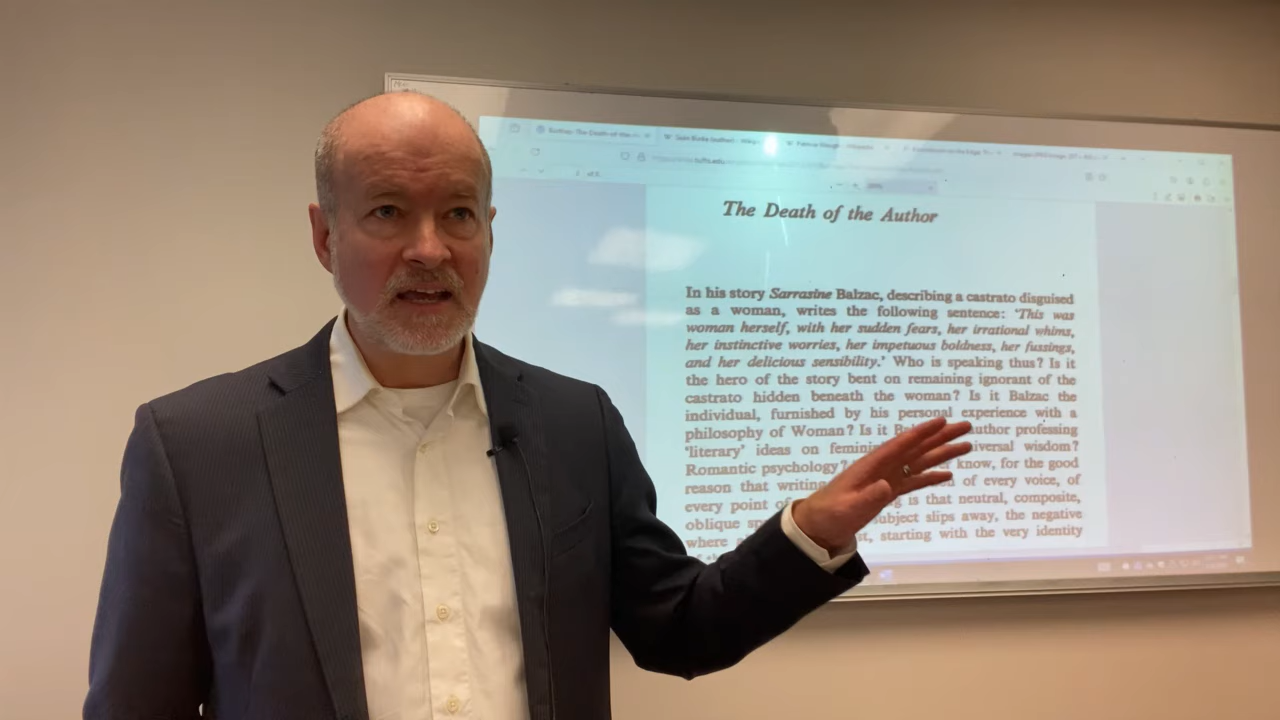 Barthes: The Death of the
The Death of the Author
In his story Sarrasine Balzac, describing a castrato disguised
as a woman, writes the following sentence: ‘This was
woman herself, with her sudden fears, her irrational whims,
her instinctive worries, her impetuous boldness, her fussings,
and her delicious sensibility.’ Who is speaking thus? Is it
the hero of the story bent on remaining ignorant of the
castrato hidden beneath the woman? Is it Balzac the
individual, furnished by his personal experience with a
philosophy of Woman? Is it author professing
‘literary’ ideas on
wisdom?
Romantic psychology? know, for the good
reason that of every voice, of
every point is that neutral, composite,
oblique subject slips away, the negative
where starting with the very identity